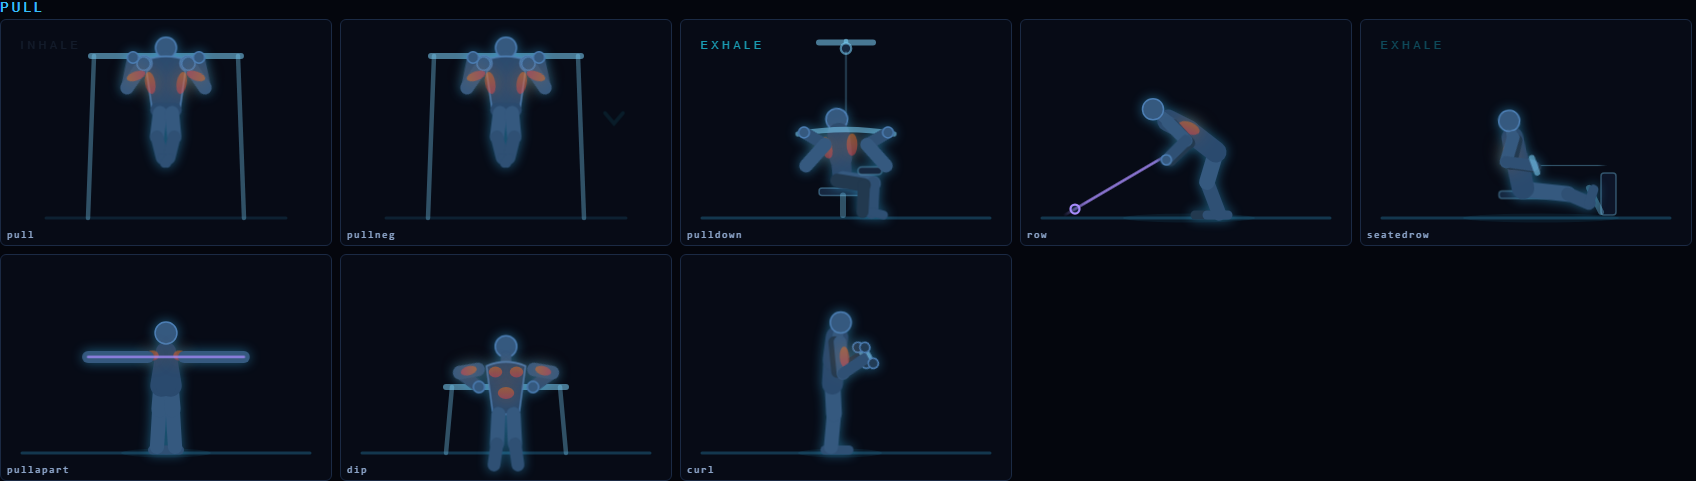 PULL
INHALE
EXHALE
EXHALE
pull
pullneg
pulldown
row
seatedrow
pullapart
dip
curl